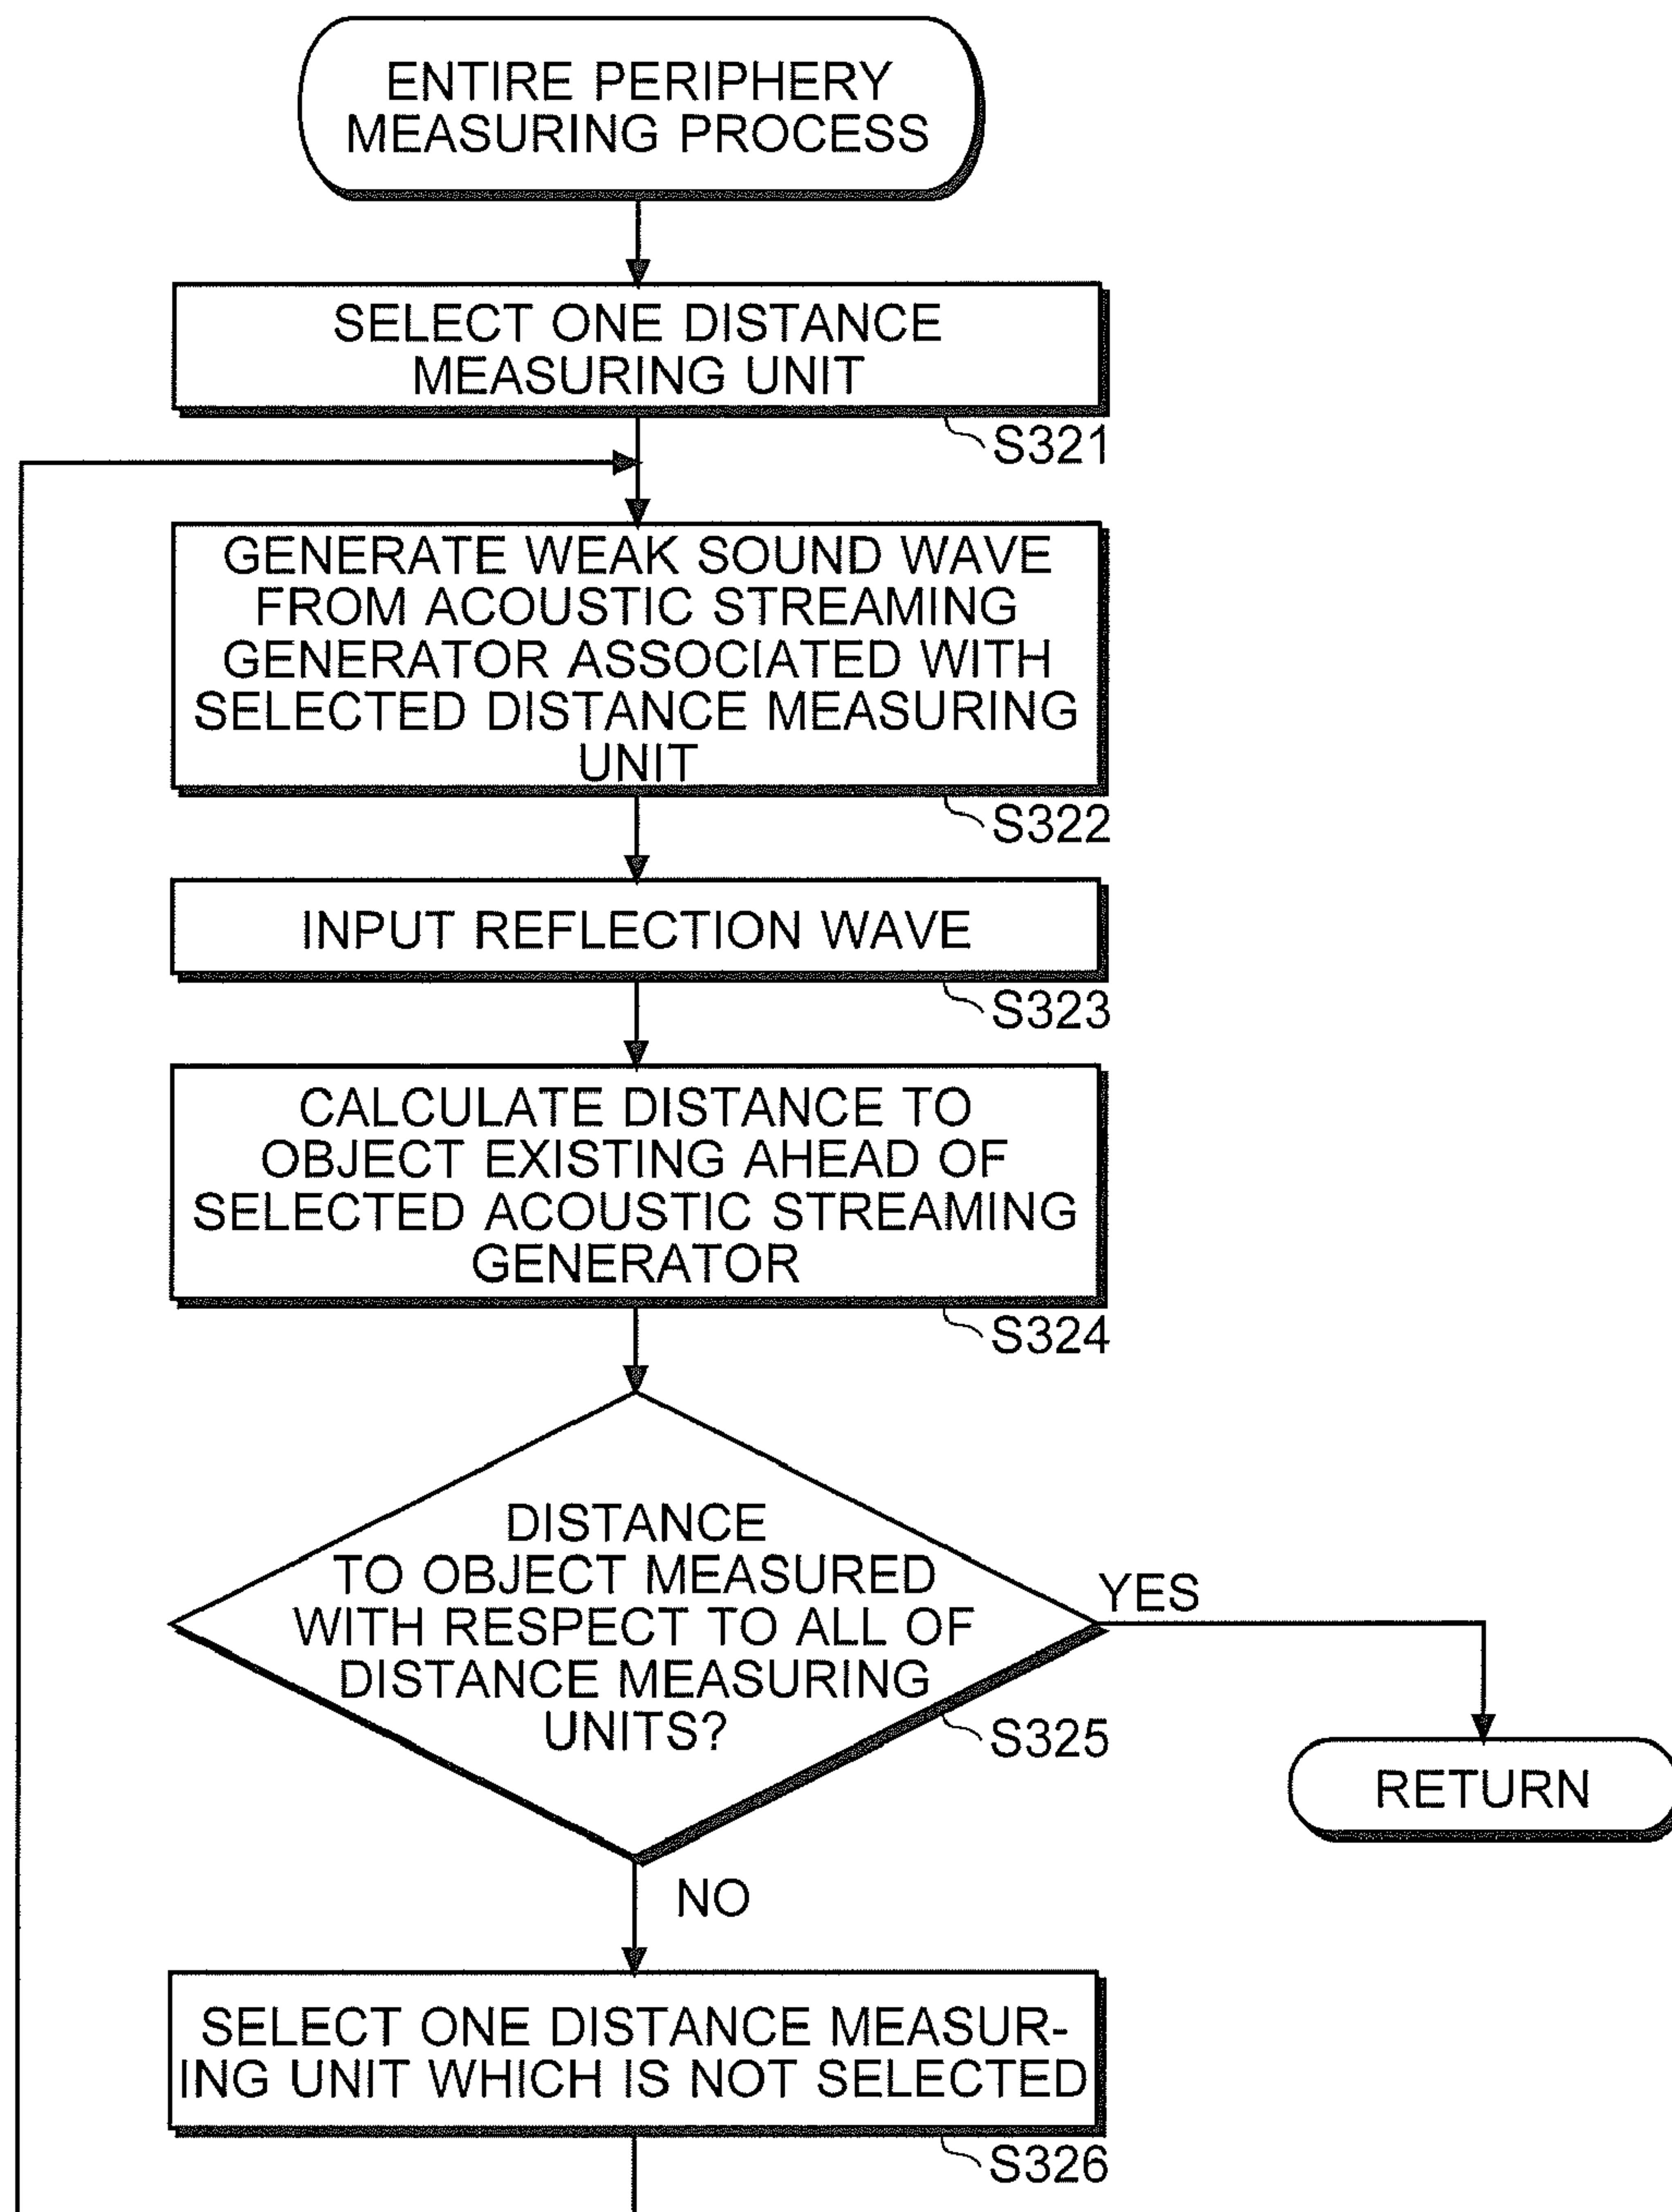 ENTIRE PERIPHERY
MEASURING PROCESS
SELECT ONE DISTANCE
MEASURING UNIT
S321
GENERATE WEAK SOUND WAVE
FROM ACOUSTIC STREAMING
GENERATOR ASSOCIATED WITH
SELECTED DISTANCE MEASURING
UNIT
S322
INPUT REFLECTION WAVE
S323
CALCULATE DISTANCE TO
OBJECT EXISTING AHEAD OF
SELECTED ACOUSTIC STREAMING
GENERATOR
S324
DISTANCE
TO OBJECT MEASURED
WITH RESPECT TO ALL OF
DISTANCE MEASURING
UNITS?
YES
S325
RETURN
NO
SELECT ONE DISTANCE MEASUR-
ING UNIT WHICH IS NOT SELECTED
S326